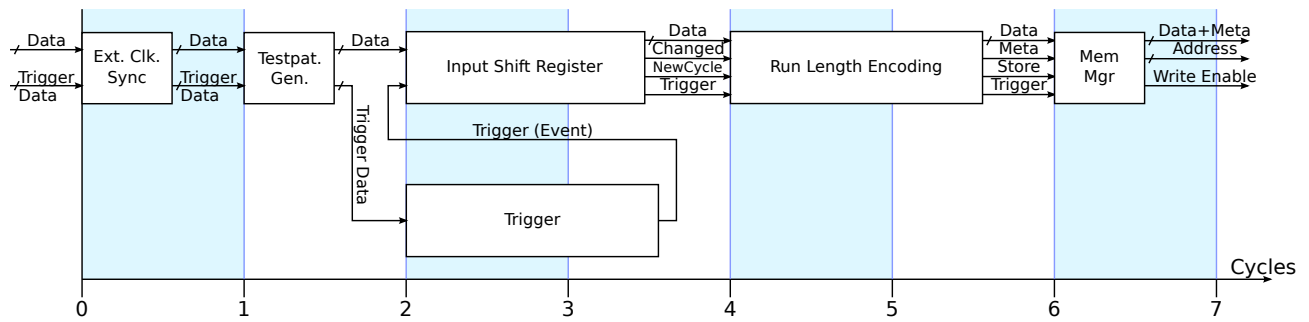 Data
Trigger
Data
Ext. Clk.
Sync
Data
Trigger
Data
Testpat.
Gen.
Data
Trigger Data
Input Shift Register
Trigger (Event)
Trigger
Data
Changed
NewCycle
Trigger
Run Length Encoding
Data
Meta
Store
Trigger
Mem
Mgr
Data+Meta
Address
Write Enable
Cycles
0 1 2 3 4 5 6 7